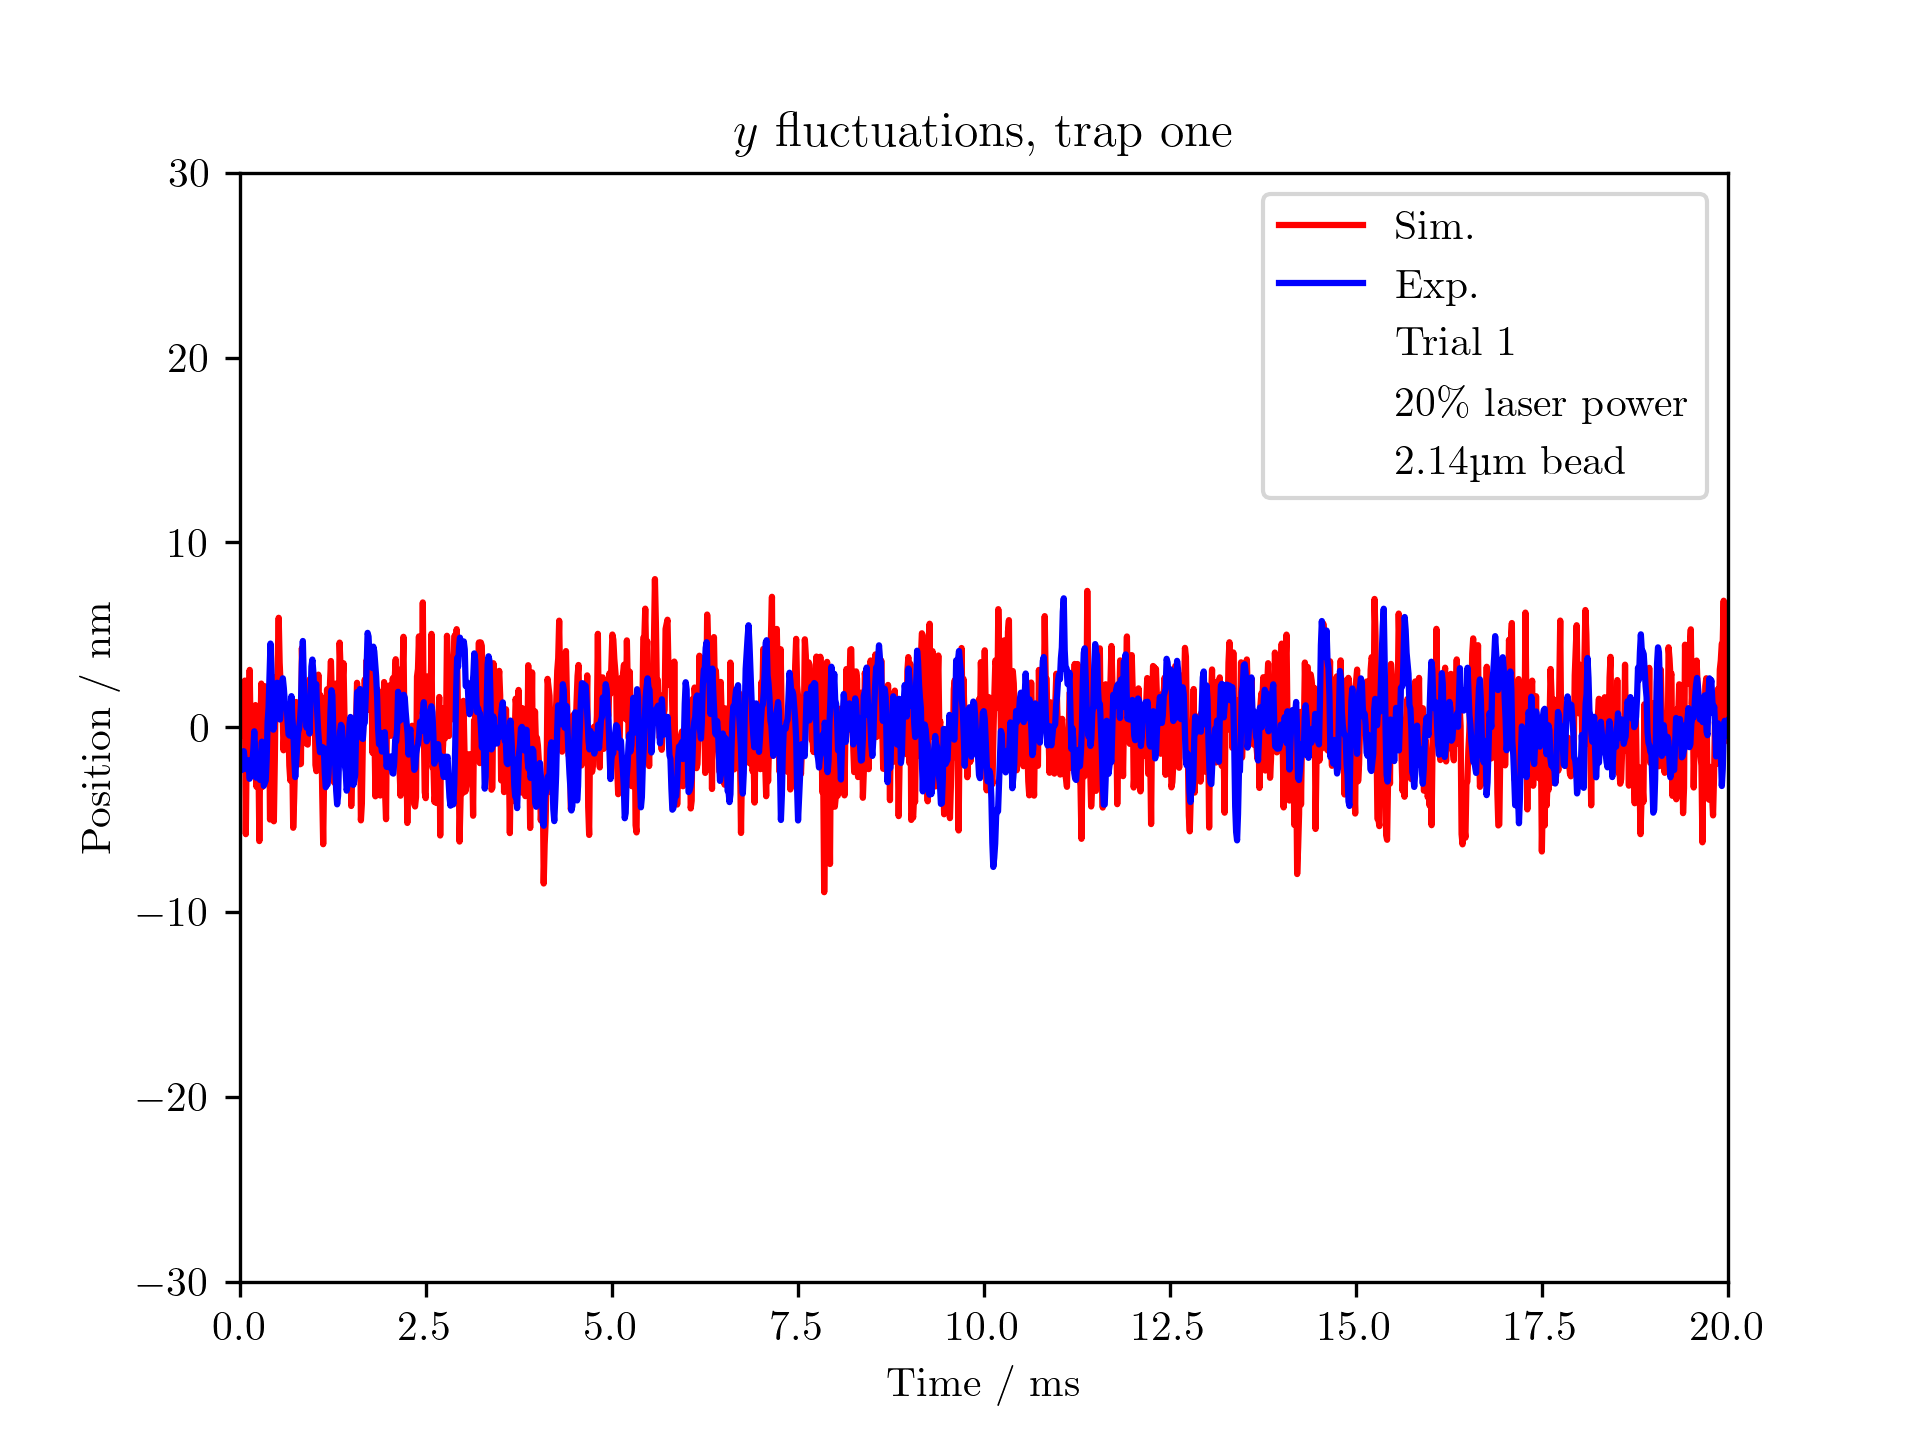 y fluctuations, trap one
Sim.
Exp.
Trial 1
20% laser power
2.14µm bead
30
20
10
0
−10
−20
−30
Position / nm
0.0 2.5 5.0 7.5 10.0 12.5 15.0 17.5 20.0
Time / ms